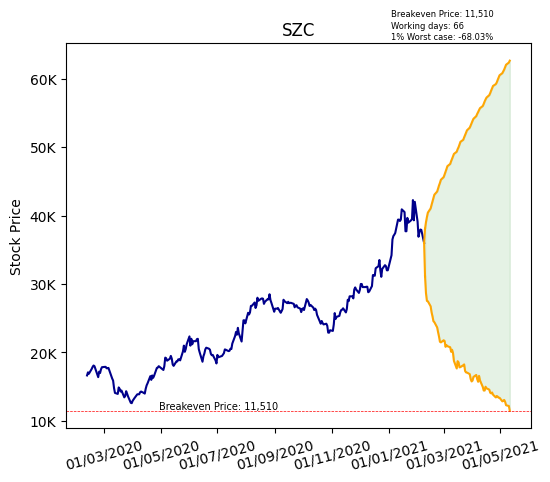 Breakeven Price: 11,510
Working days: 66
1% Worst case: -68.03%
SZC
Stock Price
60K
50K
40K
30K
20K
10K
Breakeven Price: 11,510
01/03/2020
01/05/2020
01/07/2020
01/09/2020
01/11/2020
01/01/2021
01/03/2021
01/05/2021